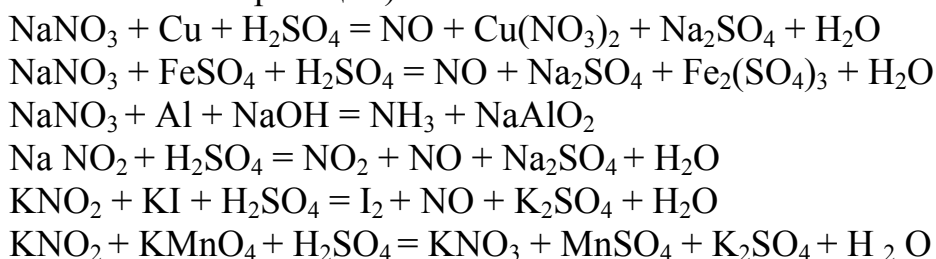 NaNO₃ + Cu + H₂SO₄ = NO + Cu(NO₃)₂ + Na₂SO₄ + H₂O
NaNO₃ + FeSO₄ + H₂SO₄ = NO + Na₂SO₄ + Fe₂(SO₄)₃ + H₂O
NaNO₃ + Al + NaOH = NH₃ + NaAlO₂
Na NO₂ + H₂SO₄ = NO₂ + NO + Na₂SO₄ + H₂O
KNO₂ + KI + H₂SO₄ = I₂ + NO + K₂SO₄ + H₂O
KNO₂ + KMnO₄ + H₂SO₄ = KNO₃ + MnSO₄ + K₂SO₄ + H ₂ O